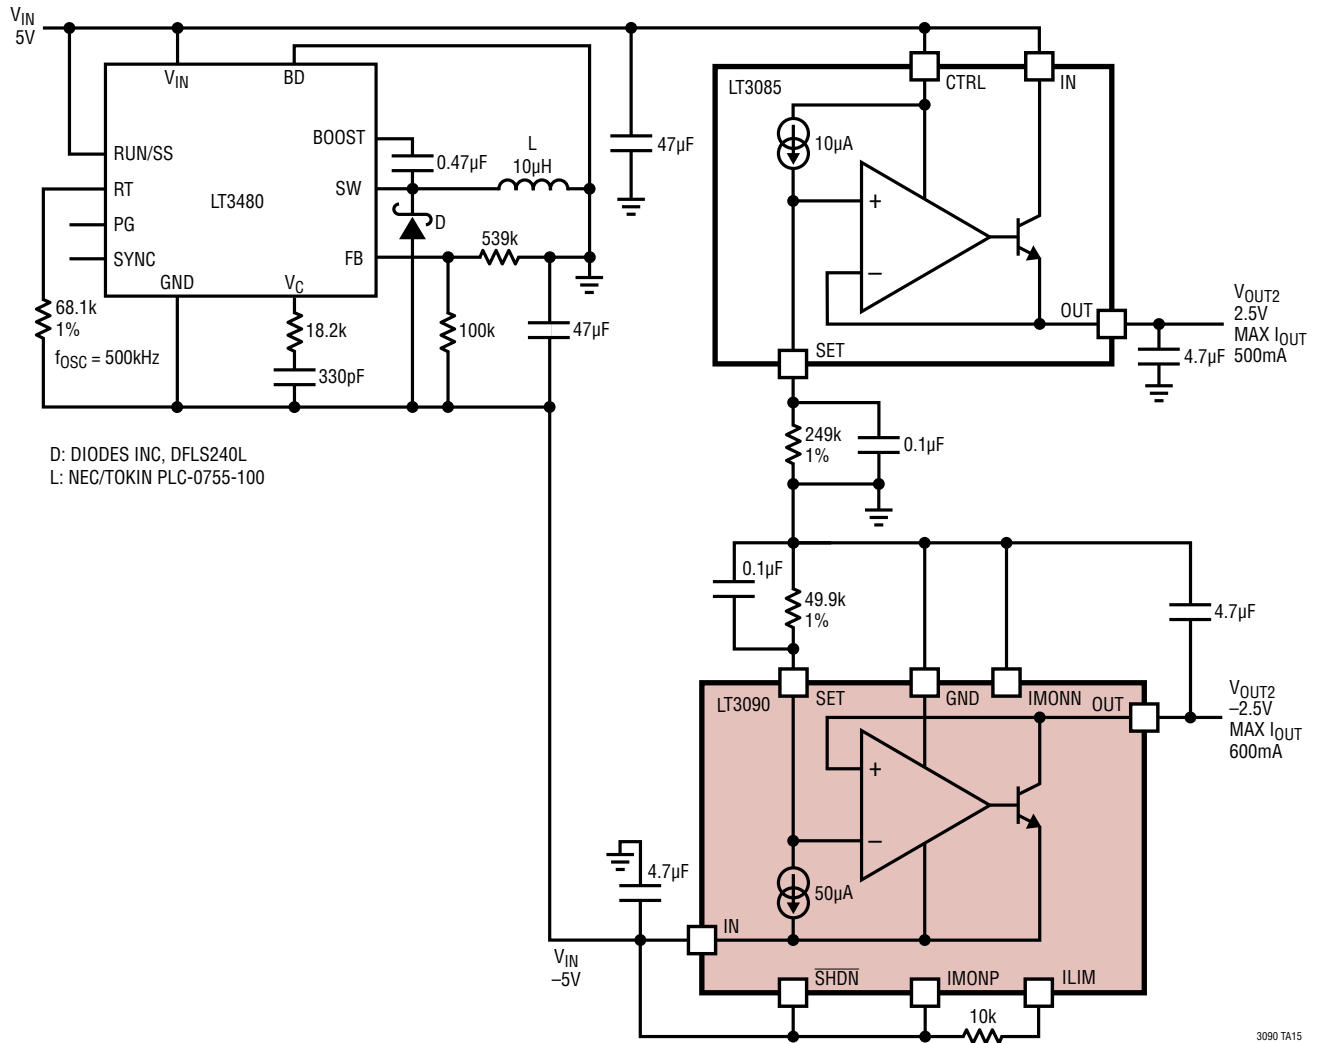 VIN
5V
VIN
BD
BOOST
RUN/SS
RT
LT3480
SW
PG
SYNC
FB
GND
VC
0.47µF
L
10µH
D
539k
47µF
68.1k
1%
fOSC = 500kHz
18.2k
330pF
100k
47µF
D: DIODES INC, DFLS240L
L: NEC/TOKIN PLC-0755-100
LT3085
CTRL
IN
10µA
+
–
OUT
SET
VOUT2
2.5V
MAX IOUT
500mA
4.7µF
249k
1%
0.1µF
0.1µF
49.9k
1%
4.7µF
LT3090
SET
GND
IMONN
OUT
VOUT2
–2.5V
MAX IOUT
600mA
+
–
50µA
4.7µF
IN
VIN
–5V
SHDN
IMONP
ILIM
10k
3090 TA15